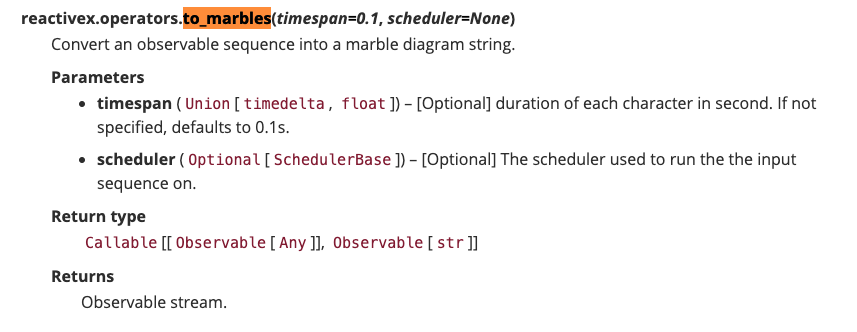 reactivex.operators.to_marbles(timespan=0.1, scheduler=None)
Convert an observable sequence into a marble diagram string.
Parameters
• timespan ( Union [ timedelta , float ]) – [Optional] duration of each character in second. If not
specified, defaults to 0.1s.
• scheduler ( Optional [ SchedulerBase ]) – [Optional] The scheduler used to run the the input
sequence on.
Return type
Callable [[ Observable [ Any ]], Observable [ str ]]
Returns
Observable stream.